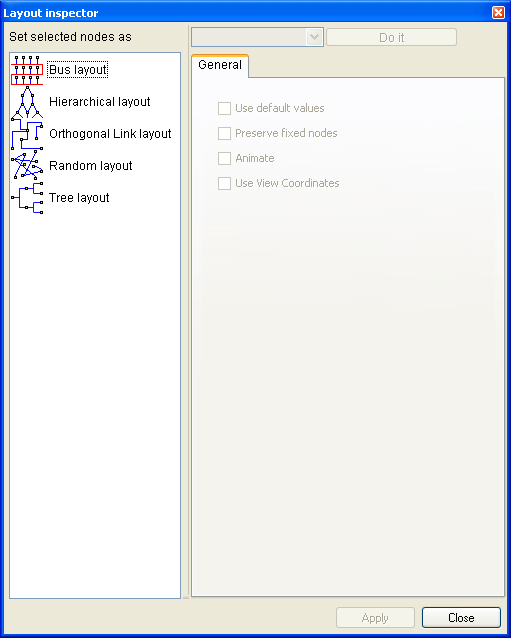 Layout inspector
Set selected nodes as
Do it
Bus layout
Hierarchical layout
Orthogonal Link layout
Random layout
Tree layout
General
Use default values
Preserve fixed nodes
Animate
Use View Coordinates
Apply
Close